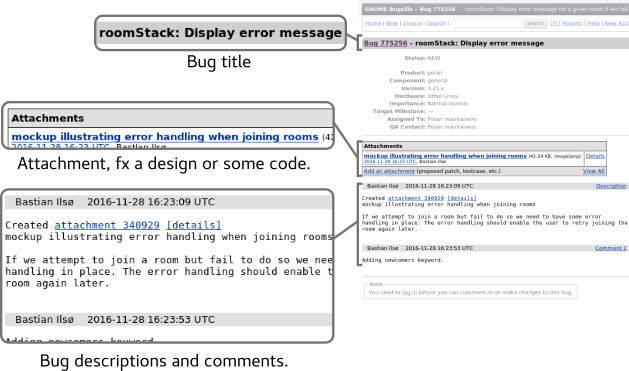 roomStack: Display error message
Bug title
Attachments
mockup illustrating error handling when joining rooms (42
2016-11-28 16:23 UTC, Bastian Ilsø
Attachment, fx a design or some code.
Bastian Ilsø 2016-11-28 16:23:09 UTC
Created attachment 340929 [details]
mockup illustrating error handling when joining rooms
If we attempt to join a room but fail to do so we nee
handling in place. The error handling should enable t
room again later.
Bastian Ilsø 2016-11-28 16:23:53 UTC
Adding newcomers keyword
Bug descriptions and comments.
GNOME Bugzilla – Bug 775256 roomStack: Display error message for a given room if we fail
Home | New | Browse | Search | Search [?] | Reports | Help | New Acc
Bug 775256 - roomStack: Display error message
Status: NEW
Product: polari
Component: general
Version: 3.23.x
Hardware: Other Linux
Importance: Normal normal
Target Milestone: ---
Assigned To: Polari maintainers
QA Contact: Polari maintainers
Attachments
mockup illustrating error handling when joining rooms (42.24 KB, image/png) Details
2016-11-28 16:23 UTC, Bastian Ilsø
Add an attachment (proposed patch, testcase, etc.) View All
Bastian Ilsø 2016-11-28 16:23:09 UTC Description
Created attachment 340929 [details]
mockup illustrating error handling when joining rooms
If we attempt to join a room but fail to do so we need to have some error
handling in place. The error handling should enable the user to retry joining the
room again later.
Bastian Ilsø 2016-11-28 16:23:53 UTC Comment 1
Adding newcomers keyword.
Note
You need to log in before you can comment on or make changes to this bug.